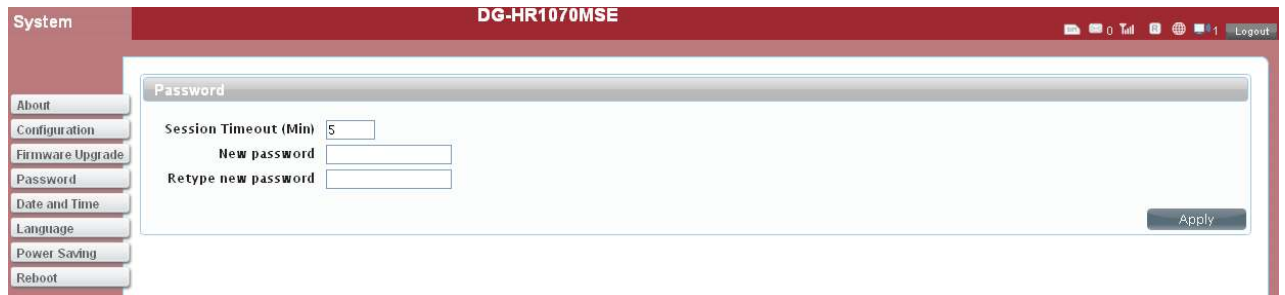 System
DG-HR1070MSE
0
1
Logout
About
Configuration
Firmware Upgrade
Password
Date and Time
Language
Power Saving
Reboot
Password
Session Timeout (Min) 5
New password
Retype new password
Apply